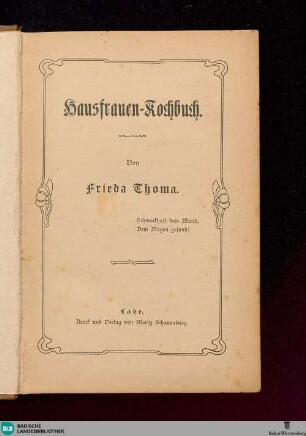 Hausfrauen-Kochbuch.
Von
Frieda Thoma.
Schmackhaft dem Mund,
Dem Magen gesund!
Lahr.
Druck und Verlag von Moritz Schauenburg.
BLB
BADISCHE
LANDESBIBLIOTHEK
Baden-Württemberg